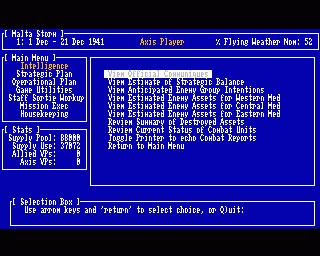 [ Malta Storm ]
1: 1 Dec - 21 Dec 1941 Axis Player % Flying Weather Now: 52
[ Main Menu ]
Intelligence
Strategic Plan
Operational Plan
Game Utilities
Staff Sortie Workup
Mission Exec
Housekeeping
View Official Communiques
View Estimate of Strategic Balance
View Anticipated Enemy Group Intentions
View Estimated Enemy Assets for Western Med
View Estimated Enemy Assets for Central Med
View Estimated Enemy Assets for Eastern Med
Review Summary of Destroyed Assets
Review Current Status of Combat Units
Toggle Printer to echo Combat Reports
Return to Main Menu
[ Stats ]
Supply Pool: 88000
Supply Use: 37072
Allied VPs: 0
Axis VPs: 0
[ Selection Box ]
Use arrow keys and 'return' to select choice, or Q)uit: